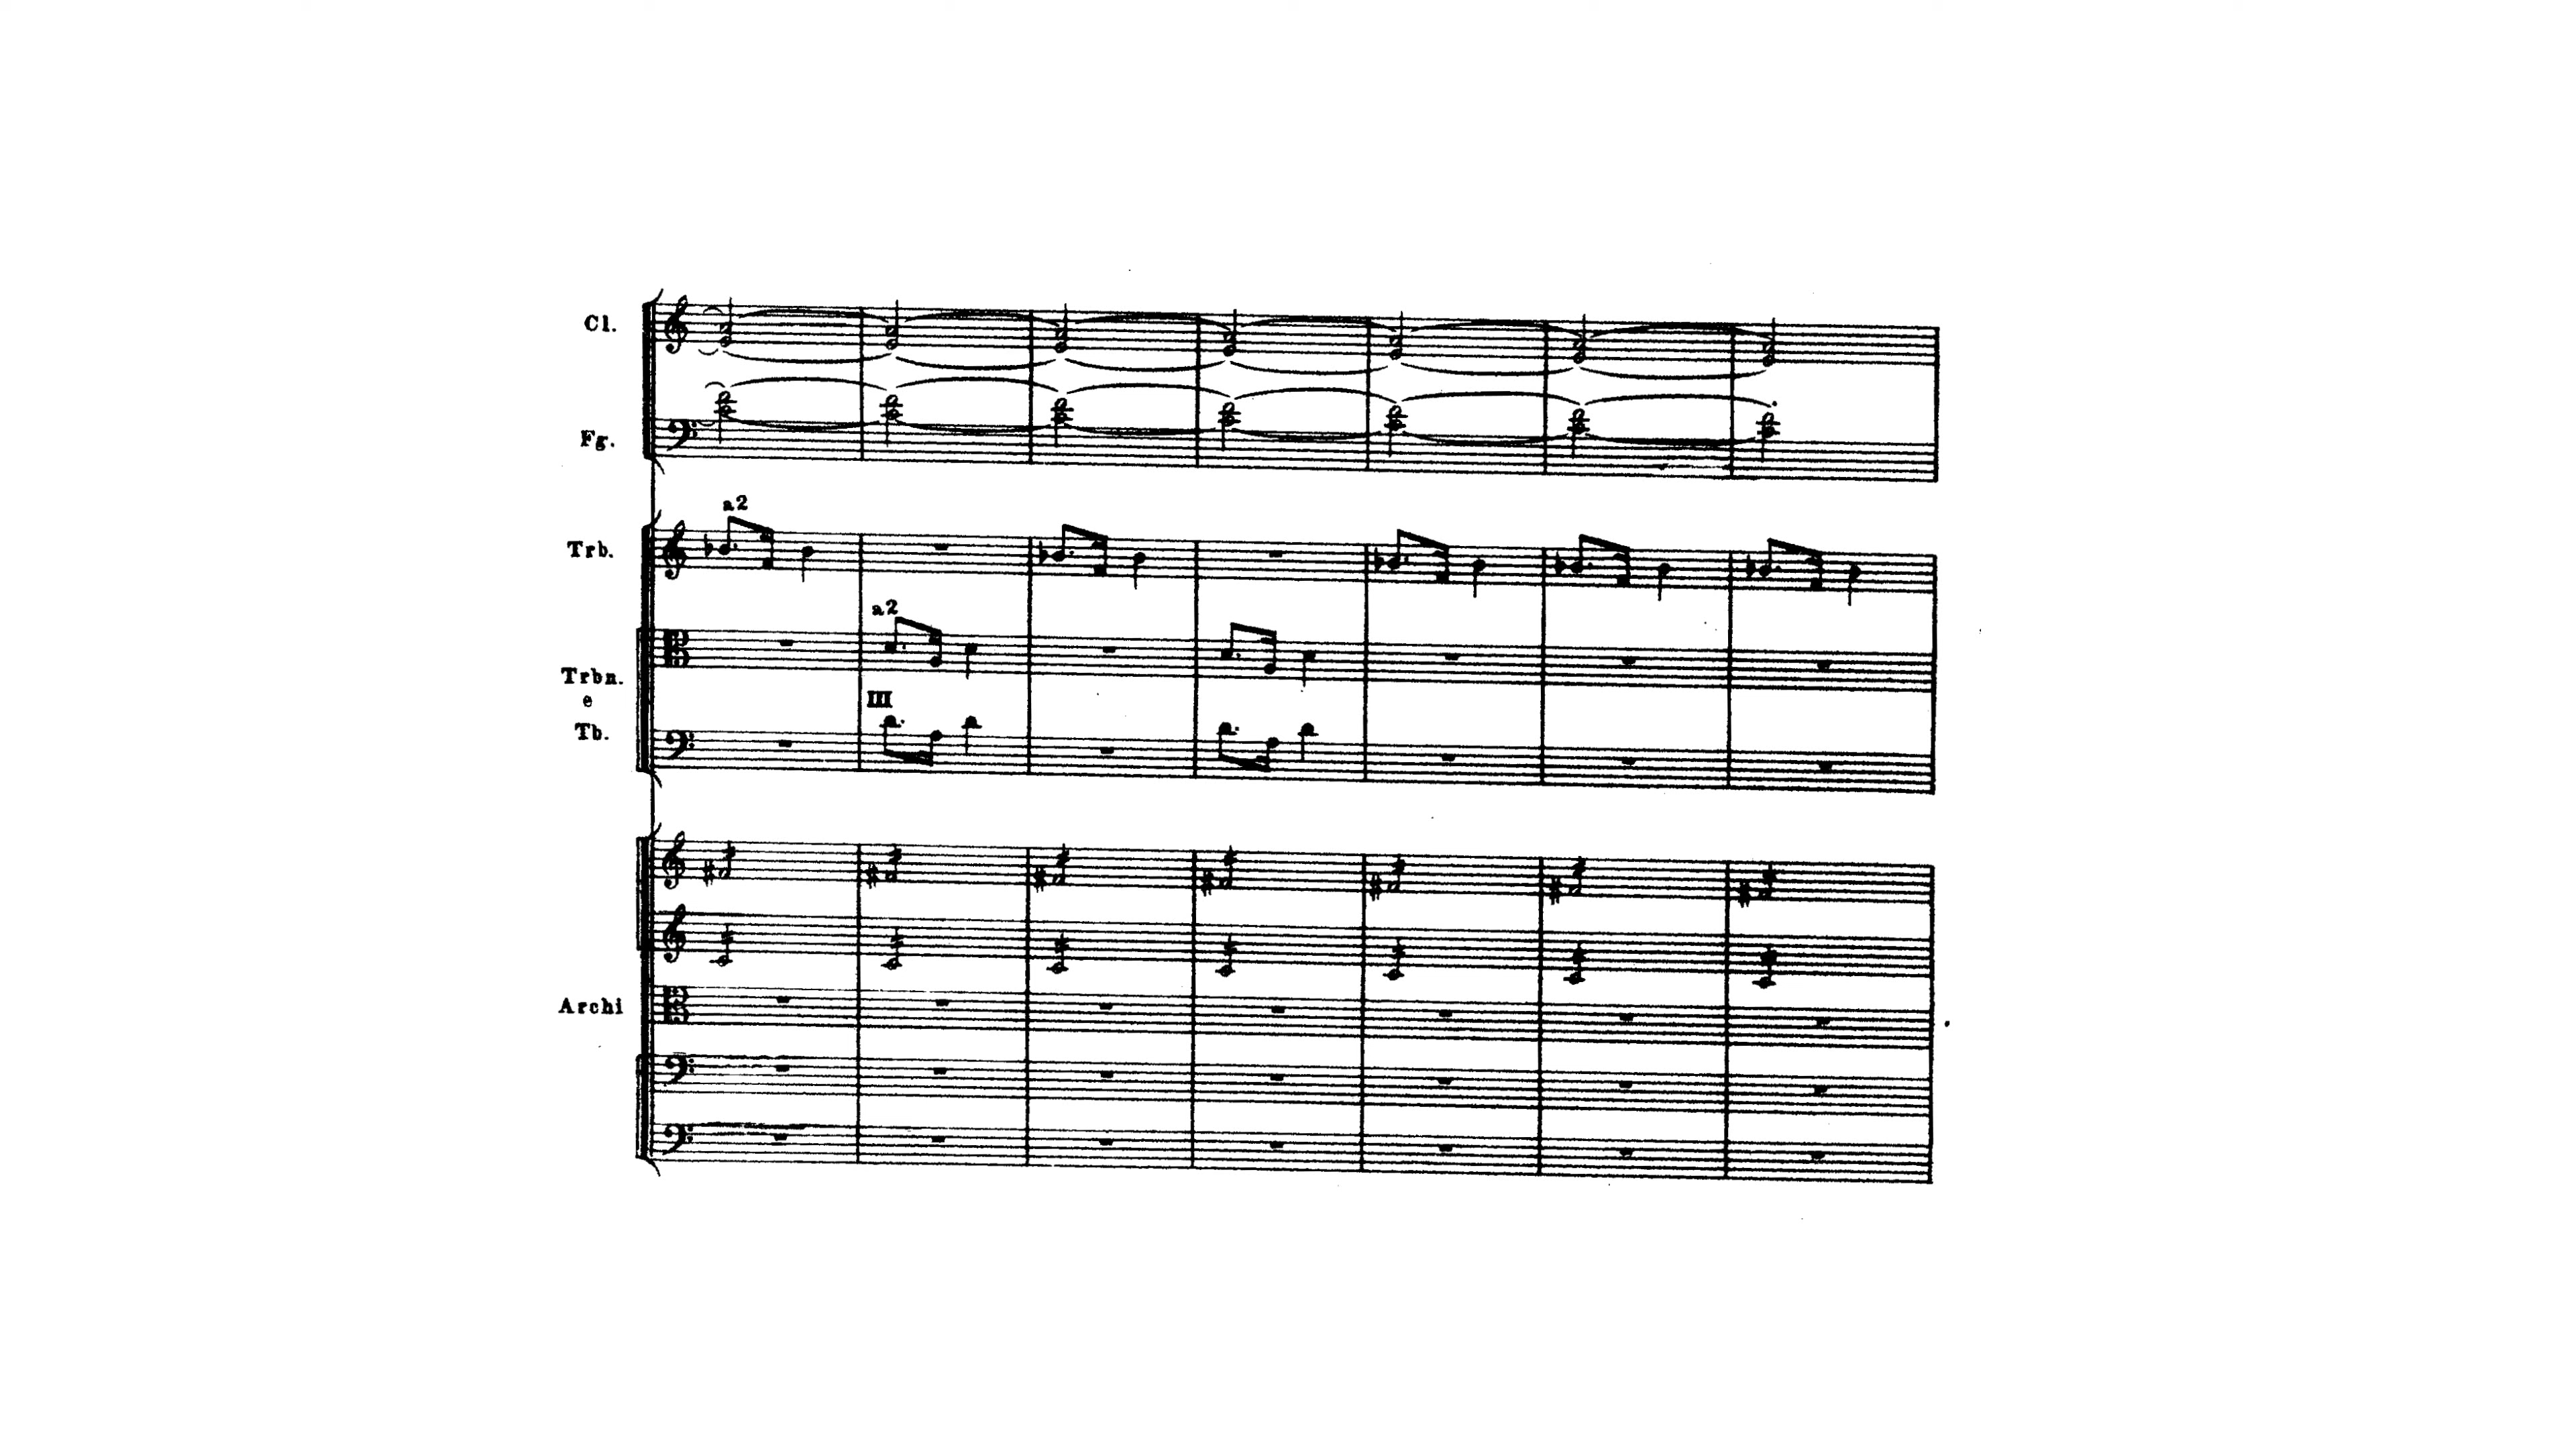 Cl.
Fg.
a2
Trb.
a2
Trbn.
e
III
Tb.
Archi